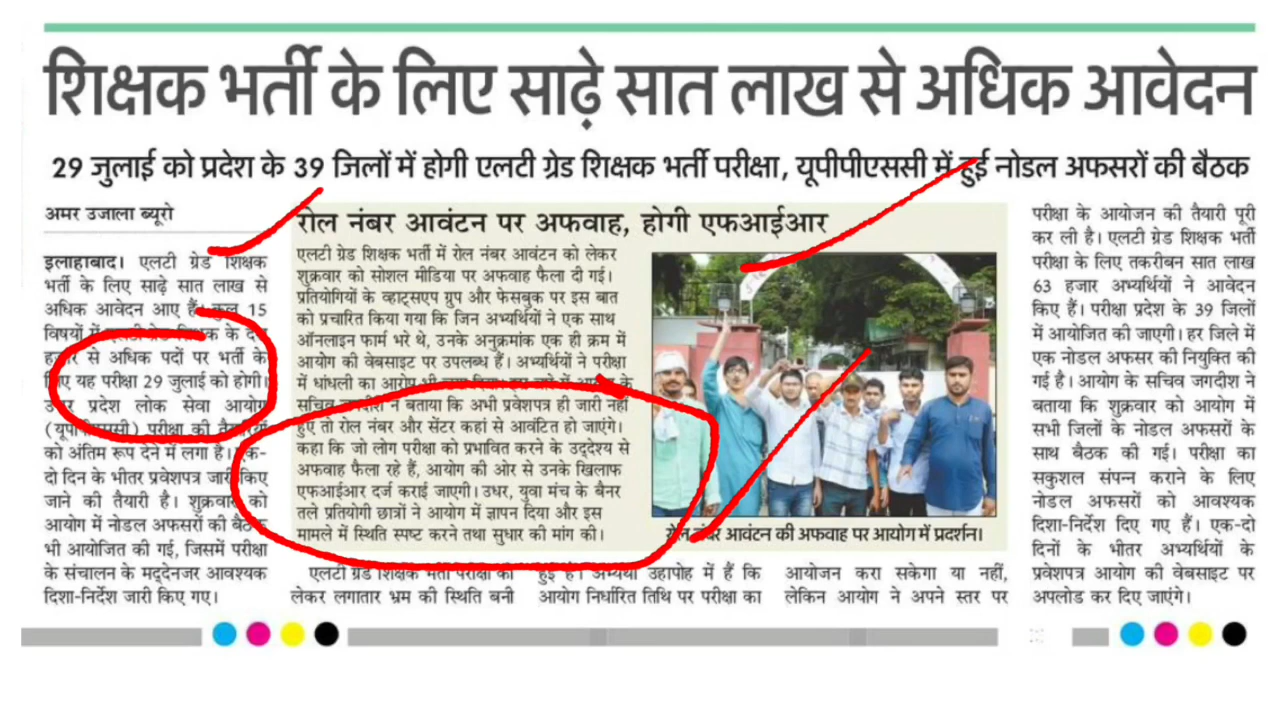 शिक्षक भर्ती के लिए साढ़े सात लाख से अधिक आवेदन
29 जुलाई को प्रदेश के 39 जिलों में होगी एलटी ग्रेड शिक्षक भर्ती परीक्षा, यूपीपीएससी में हुई नोडल अफसरों की बैठक
अमर उजाला ब्यूरो
इलाहाबाद। एलटी ग्रेड शिक्षक
भर्ती के लिए साढ़े सात लाख से
अधिक आवेदन आए हैं। कुल 15
विषयों में एलटी ग्रेड शिक्षक के दस
हजार से अधिक पदों पर भर्ती के
लिए यह परीक्षा 29 जुलाई को होगी।
उत्तर प्रदेश लोक सेवा आयोग
(यूपीपीएससी) परीक्षा की तैयारियों
को अंतिम रूप देने में लगा है। एक-
दो दिन के भीतर प्रवेशपत्र जारी किए
जाने की तैयारी है। शुक्रवार को
आयोग में नोडल अफसरों की बैठक
भी आयोजित की गई, जिसमें परीक्षा
के संचालन के मद्देनजर आवश्यक
दिशा-निर्देश जारी किए गए।
रोल नंबर आवंटन पर अफवाह, होगी एफआईआर
एलटी ग्रेड शिक्षक भर्ती में रोल नंबर आवंटन को लेकर
शुक्रवार को सोशल मीडिया पर अफवाह फैला दी गई।
प्रतियोगियों के व्हाट्सएप ग्रुप और फेसबुक पर इस बात
को प्रचारित किया गया कि जिन अभ्यर्थियों ने एक साथ
ऑनलाइन फार्म भरे थे, उनके अनुक्रमांक एक ही क्रम में
आयोग की वेबसाइट पर उपलब्ध हैं। अभ्यर्थियों ने परीक्षा
में धांधली का आरोप भी लगा दिया। इस बारे में आयोग के
सचिव जगदीश ने बताया कि अभी प्रवेशपत्र ही जारी नहीं
हुए तो रोल नंबर और सेंटर कहां से आवंटित हो जाएंगे।
कहा कि जो लोग परीक्षा को प्रभावित करने के उद्देश्य से
अफवाह फैला रहे हैं, आयोग की ओर से उनके खिलाफ
एफआईआर दर्ज कराई जाएगी। उधर, युवा मंच के बैनर
तले प्रतियोगी छात्रों ने आयोग में ज्ञापन दिया और इस
मामले में स्थिति स्पष्ट करने तथा सुधार की मांग की।
रोल नंबर आवंटन की अफवाह पर आयोग में प्रदर्शन।
एलटी ग्रेड शिक्षक भर्ती परीक्षा को
लेकर लगातार भ्रम की स्थिति बनी
हुई है। अभ्यर्थी उहापोह में हैं कि
आयोग निर्धारित तिथि पर परीक्षा का
आयोजन करा सकेगा या नहीं,
लेकिन आयोग ने अपने स्तर पर
परीक्षा के आयोजन की तैयारी पूरी
कर ली है। एलटी ग्रेड शिक्षक भर्ती
परीक्षा के लिए तकरीबन सात लाख
63 हजार अभ्यर्थियों ने आवेदन
किए हैं। परीक्षा प्रदेश के 39 जिलों
में आयोजित की जाएगी। हर जिले में
एक नोडल अफसर की नियुक्ति की
गई है। आयोग के सचिव जगदीश ने
बताया कि शुक्रवार को आयोग में
सभी जिलों के नोडल अफसरों के
साथ बैठक की गई। परीक्षा का
सकुशल संपन्न कराने के लिए
नोडल अफसरों को आवश्यक
दिशा-निर्देश दिए गए हैं। एक-दो
दिनों के भीतर अभ्यर्थियों के
प्रवेशपत्र आयोग की वेबसाइट पर
अपलोड कर दिए जाएंगे।